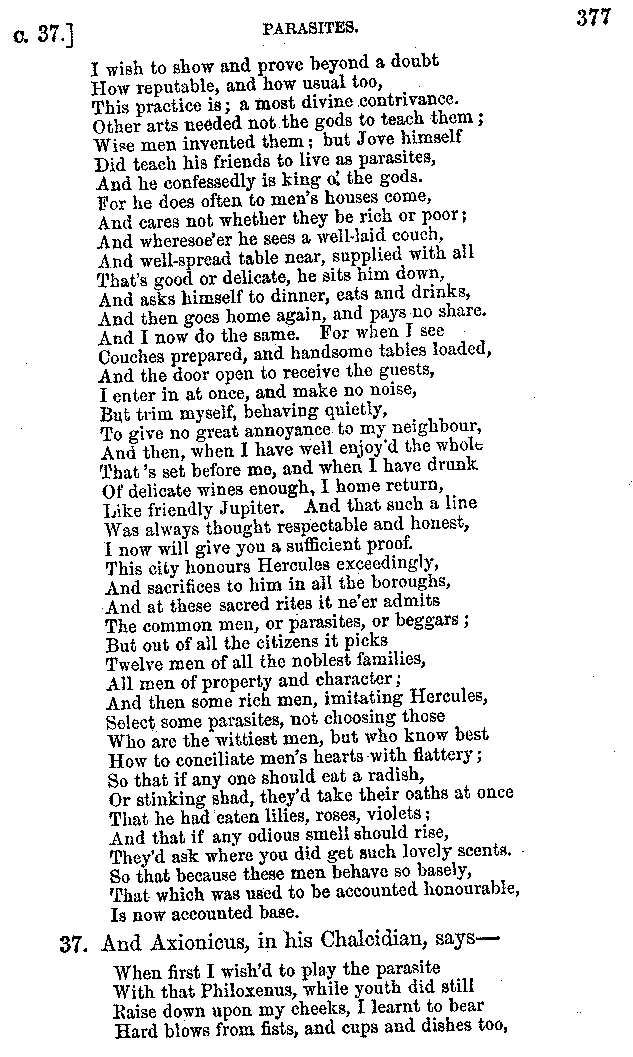 c. 37.] PARASITES. 377
I wish to show and prove beyond a doubt
How reputable, and how usual too,
This practice is; a most divine contrivance.
Other arts needed not the gods to teach them;
Wise men invented them; but Jove himself
Did teach his friends to live as parasites,
And he confessedly is king o' the gods.
For he does often to men's houses come,
And cares not whether they be rich or poor;
And wheresoe'er he sees a well-laid couch,
And well-spread table near, supplied with all
That's good or delicate, he sits him down,
And asks himself to dinner, eats and drinks,
And then goes home again, and pays no share.
And I now do the same. For when I see
Couches prepared, and handsome tables loaded,
And the door open to receive the guests,
I enter in at once, and make no noise,
But trim myself, behaving quietly,
To give no great annoyance to my neighbour,
And then, when I have well enjoy'd the whole
That's set before me, and when I have drunk
Of delicate wines enough, I home return,
Like friendly Jupiter. And that such a line
Was always thought respectable and honest,
I now will give you a sufficient proof.
This city honours Hercules exceedingly,
And sacrifices to him in all the boroughs,
And at these sacred rites it ne'er admits
The common men, or parasites, or beggars;
But out of all the citizens it picks
Twelve men of all the noblest families,
All men of property and character;
And then some rich men, imitating Hercules,
Select some parasites, not choosing those
Who are the wittiest men, but who know best
How to conciliate men's hearts with flattery;
So that if any one should eat a radish,
Or stinking shad, they'd take their oaths at once
That he had eaten lilies, roses, violets;
And that if any odious smell should rise,
They'd ask where you did get such lovely scents.
So that because these men behave so basely,
That which was used to be accounted honourable,
Is now accounted base.
37. And Axionicus, in his Chalcidian, says—
When first I wish'd to play the parasite
With that Philoxenus, while youth did still
Raise down upon my cheeks, I learnt to bear
Hard blows from fists, and cups and dishes too,